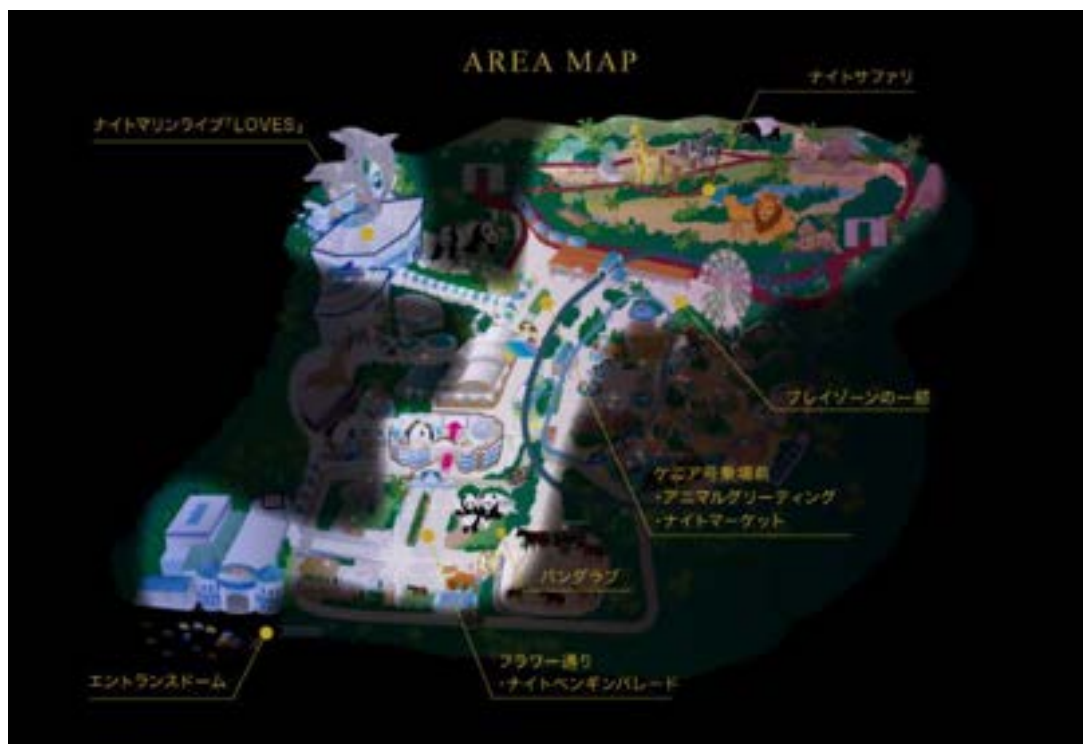 AREA MAP
ナイトサファリ
ナイトマリンライブ「LOVES」
プレイゾーンの一部
ケニア号乗場前
・アニマルグリーティング
・ナイトマーケット
パンダラブ
フラワー通り
・ナイトペンギンパレード
エントランスドーム